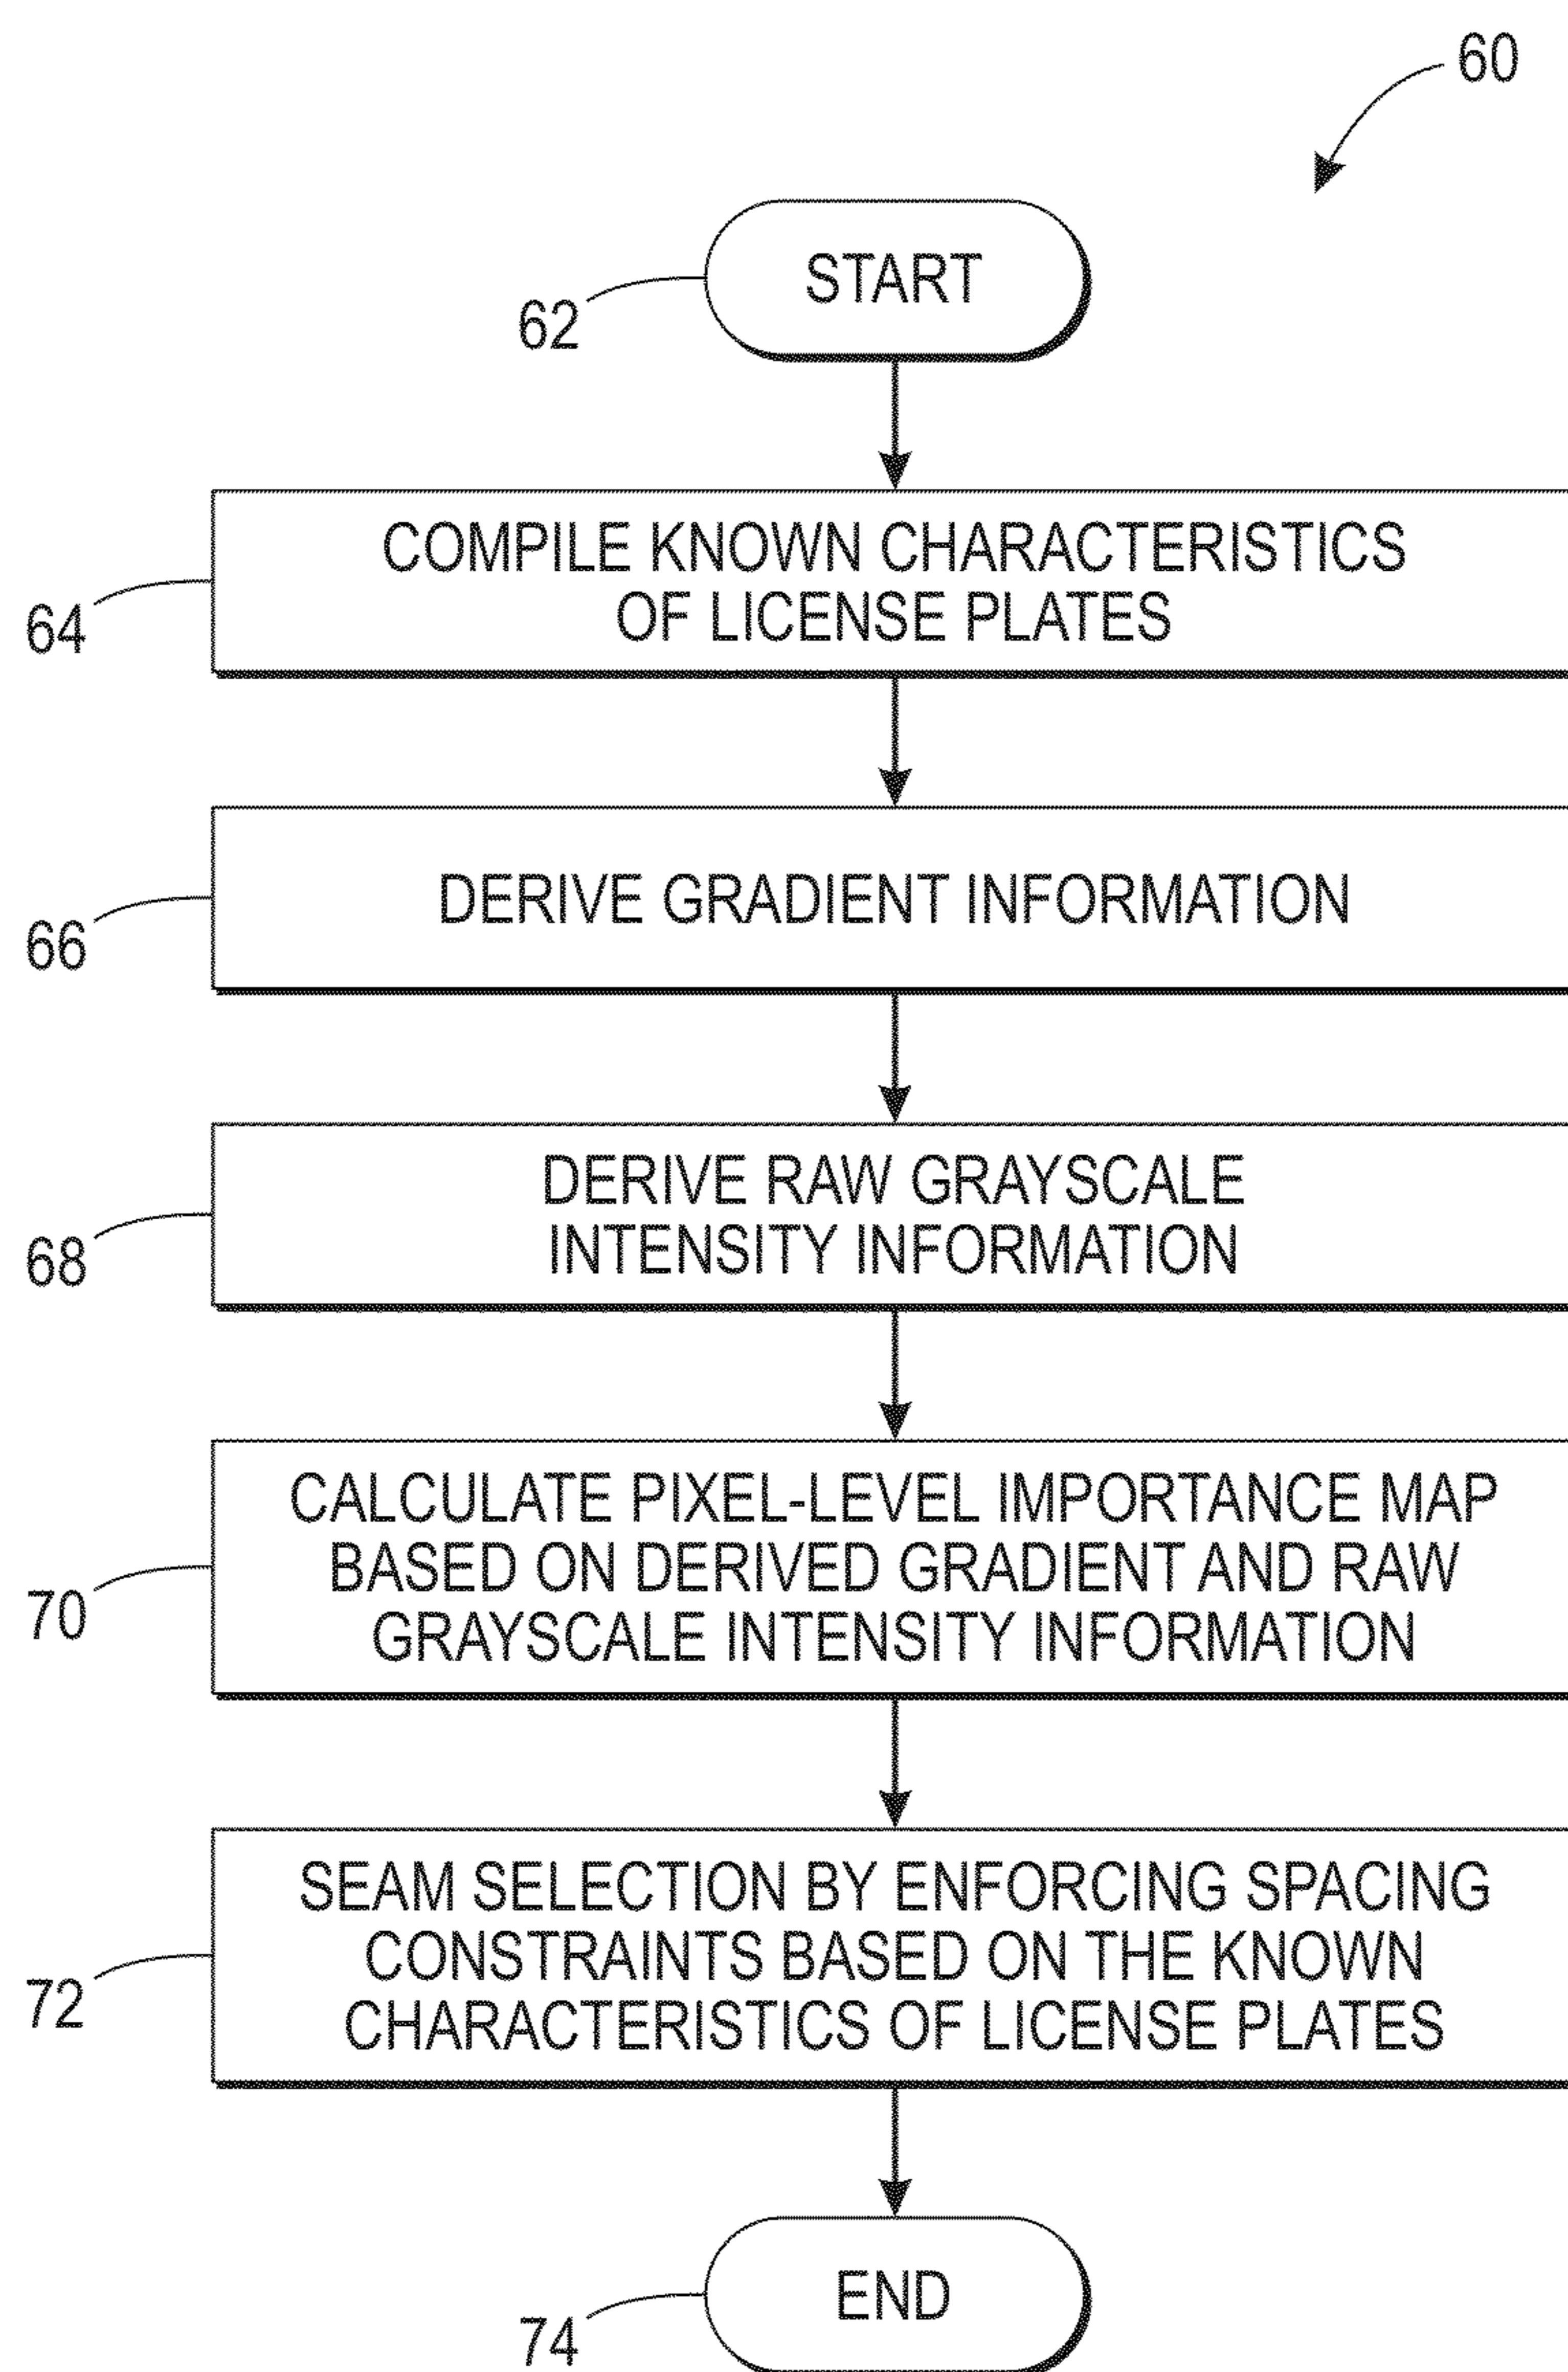 60
START
62
COMPILE KNOWN CHARACTERISTICS
OF LICENSE PLATES
64
DERIVE GRADIENT INFORMATION
66
DERIVE RAW GRAYSCALE
INTENSITY INFORMATION
68
CALCULATE PIXEL-LEVEL IMPORTANCE MAP
BASED ON DERIVED GRADIENT AND RAW
GRAYSCALE INTENSITY INFORMATION
70
SEAM SELECTION BY ENFORCING SPACING
CONSTRAINTS BASED ON THE KNOWN
CHARACTERISTICS OF LICENSE PLATES
72
END
74